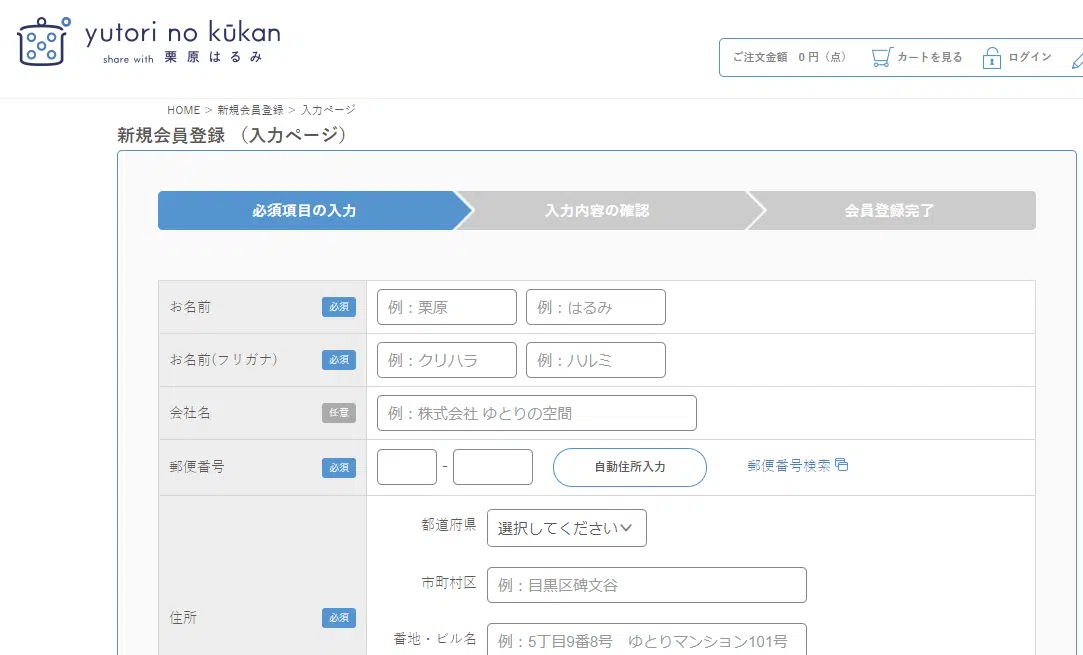 yutori no kūkan
share with 栗原はるみ
ご注文金額 0 円（点） カートを見る ログイン
HOME > 新規会員登録 > 入力ページ
新規会員登録 （入力ページ）
必須項目の入力 入力内容の確認 会員登録完了
お名前 必須 例：栗原 例：はるみ
お名前(フリガナ) 必須 例：クリハラ 例：ハルミ
会社名 任意 例：株式会社 ゆとりの空間
郵便番号 必須 - 自動住所入力 郵便番号検索
都道府県 選択してください
市町村区 例：目黒区碑文谷
住所 必須
番地・ビル名 例：5丁目9番8号　ゆとりマンション101号